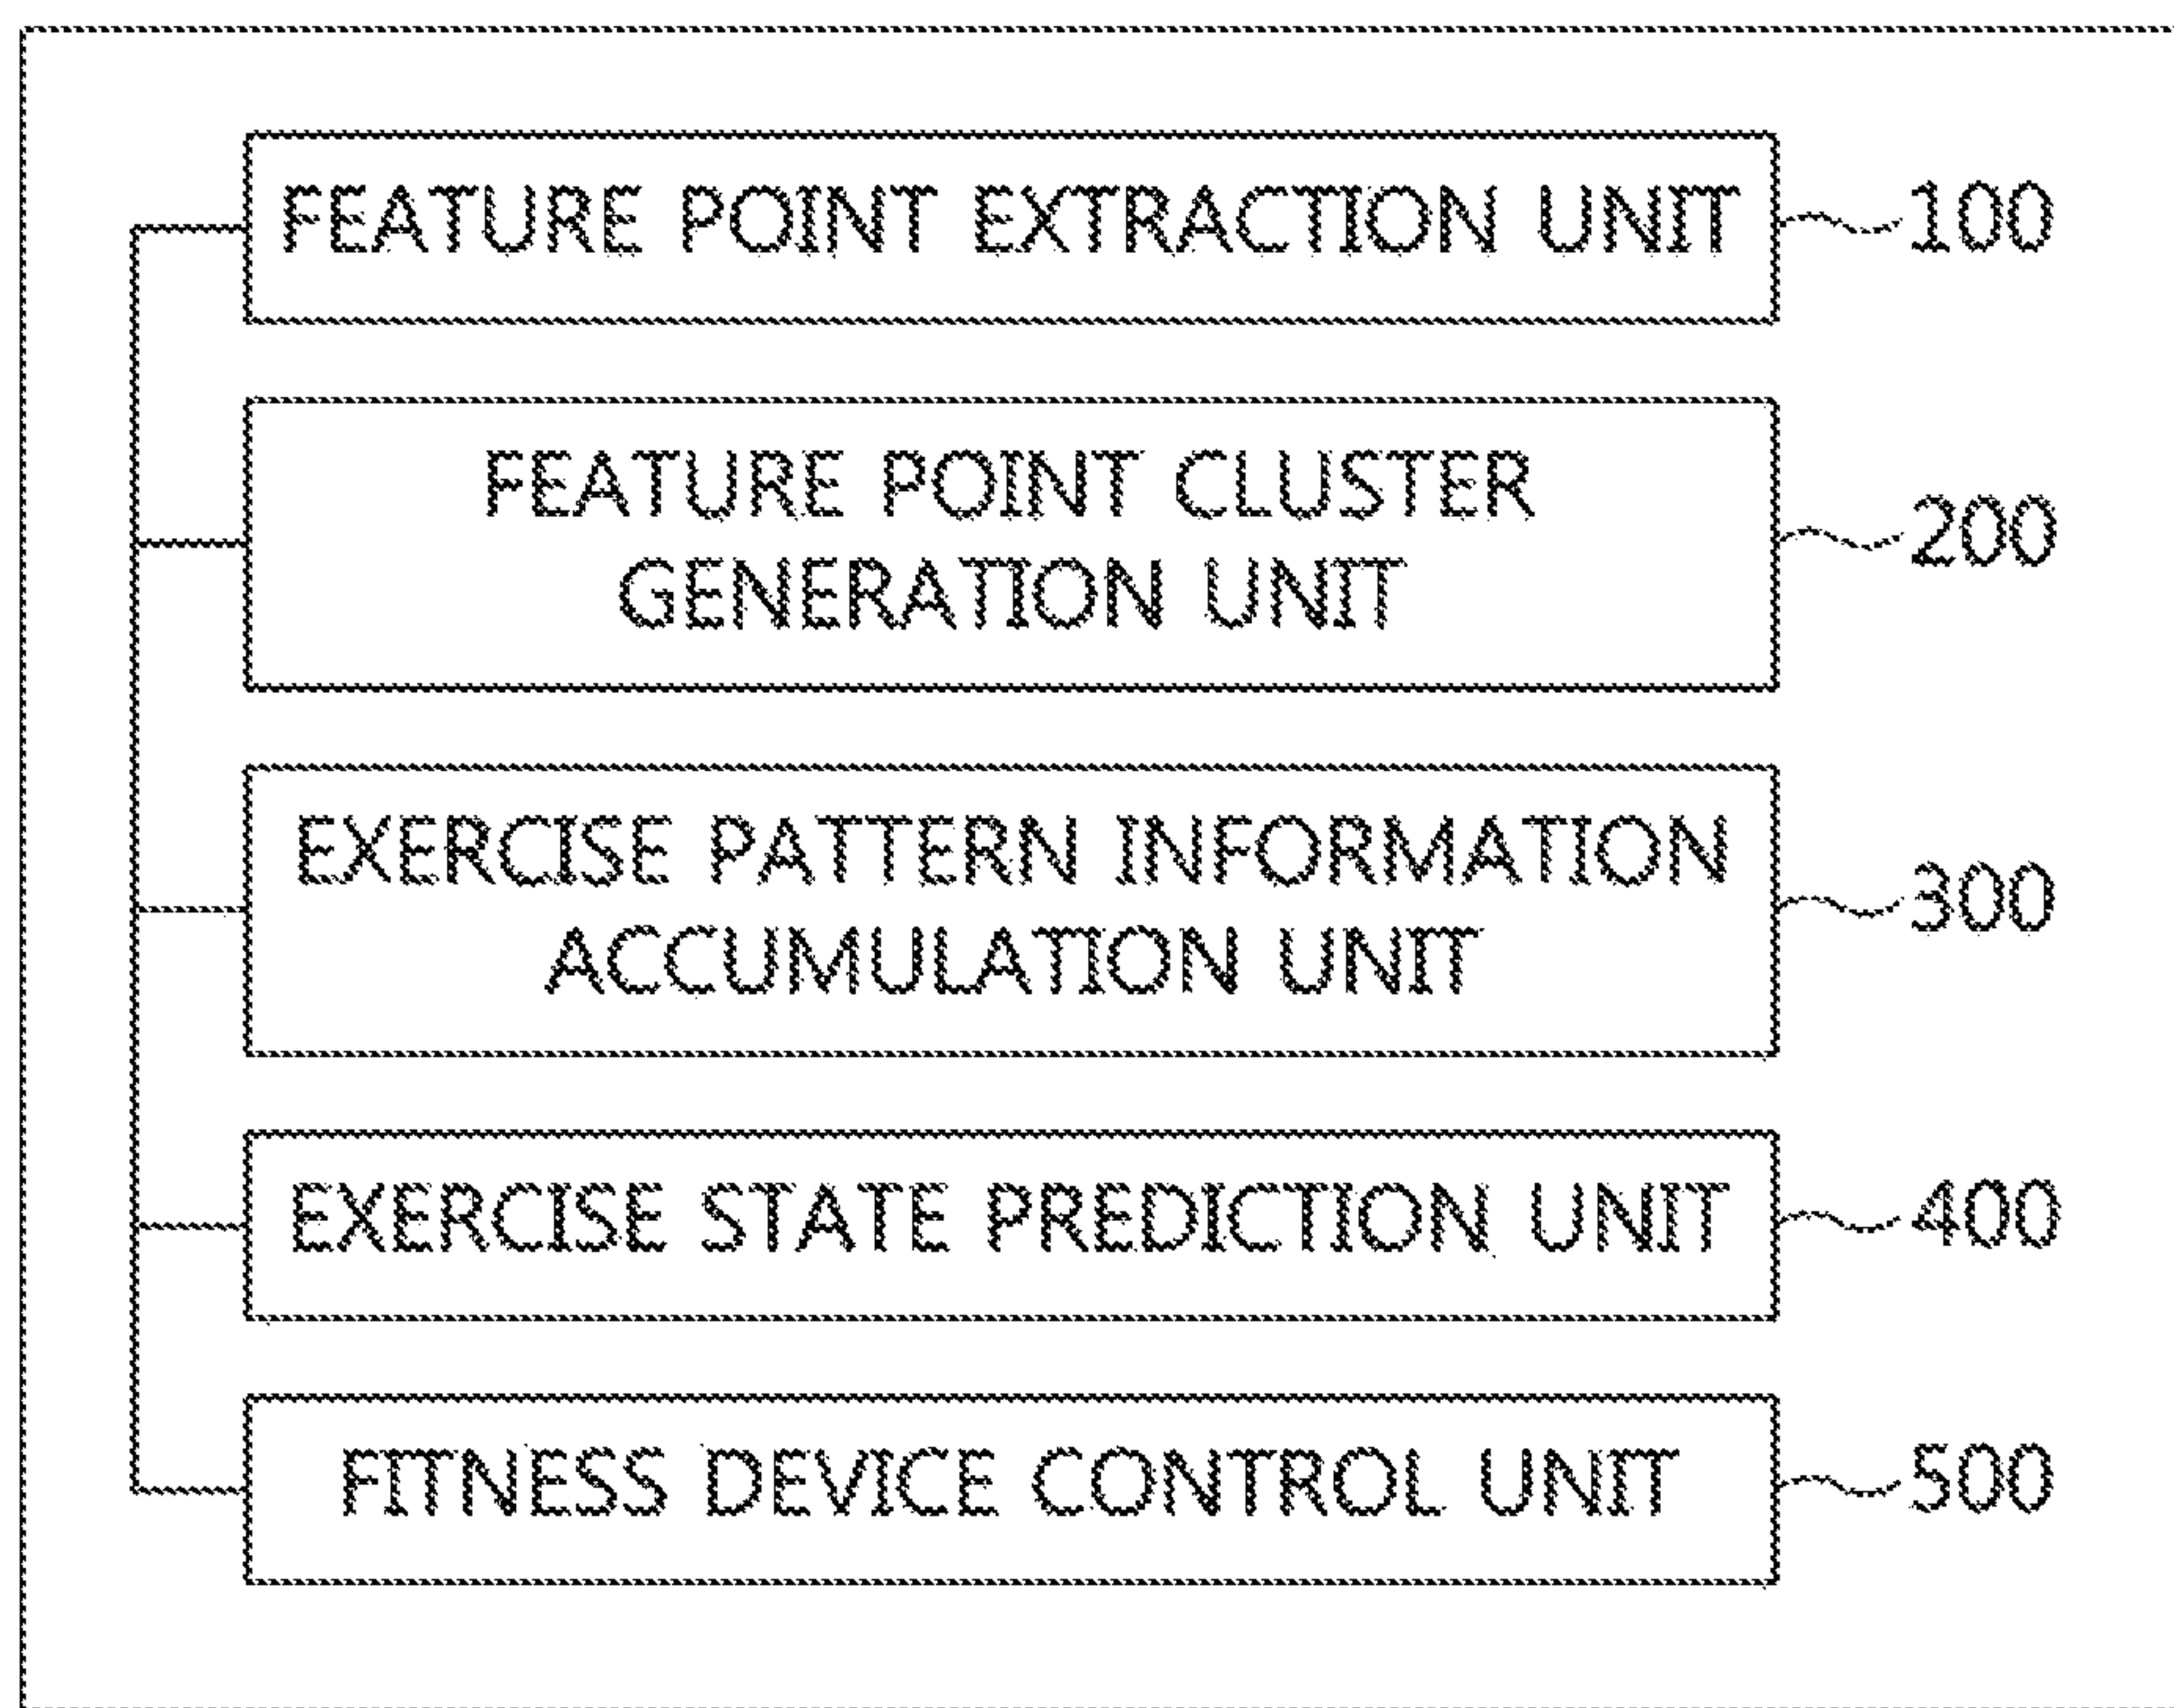 FEATURE POINT EXTRACTION UNIT 100
FEATURE POINT CLUSTER
GENERATION UNIT
200
EXERCISE PATTERN INFORMATION
ACCUMULATION UNIT
300
EXERCISE STATE PREDICTION UNIT 400
FITNESS DEVICE CONTROL UNIT 500